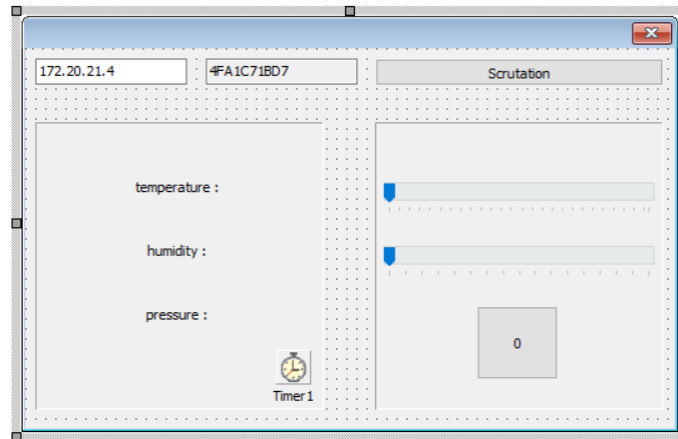 172.20.21.4
4FA1C71BD7
Scrutation
temperature :
humidity :
pressure :
0
Timer1